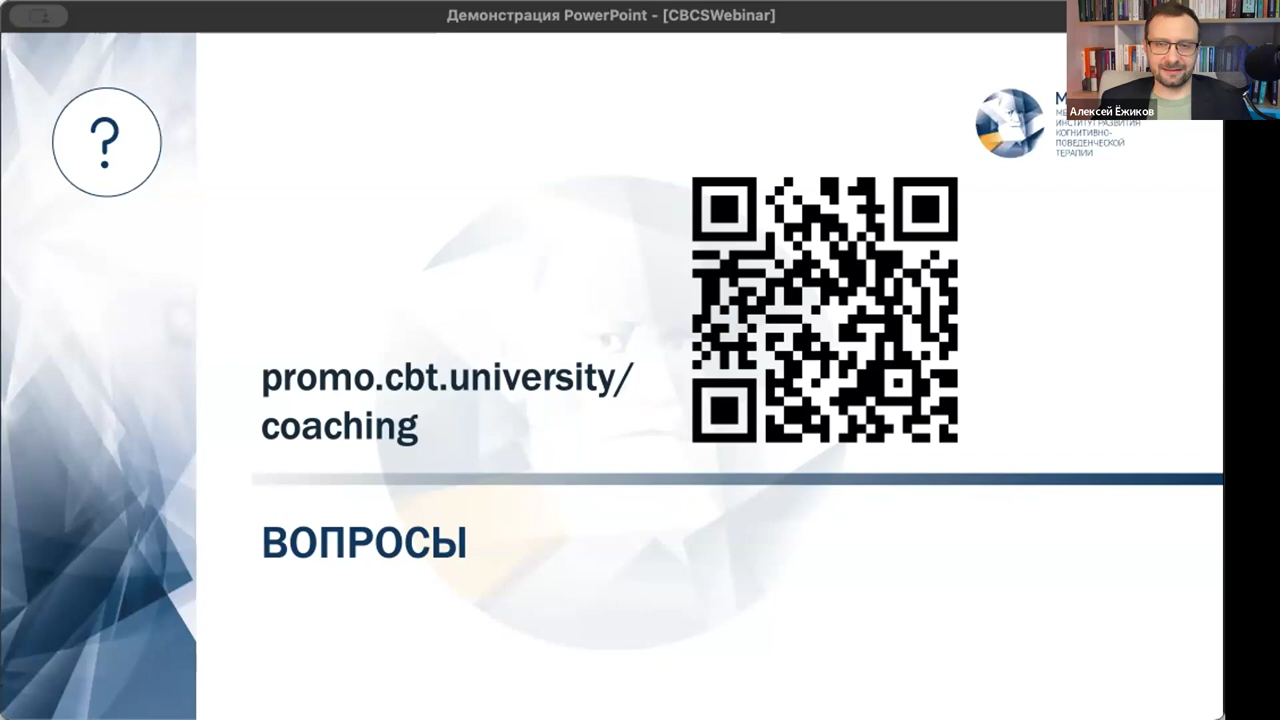 Демонстрация PowerPoint - [CBCSWebinar]
Алексей Ёжиков
ИНСТИТУТ РАЗВИТИЯ
КОГНИТИВНО-
ПОВЕДЕНЧЕСКОЙ
ТЕРАПИИ
promo.cbt.university/
coaching
ВОПРОСЫ